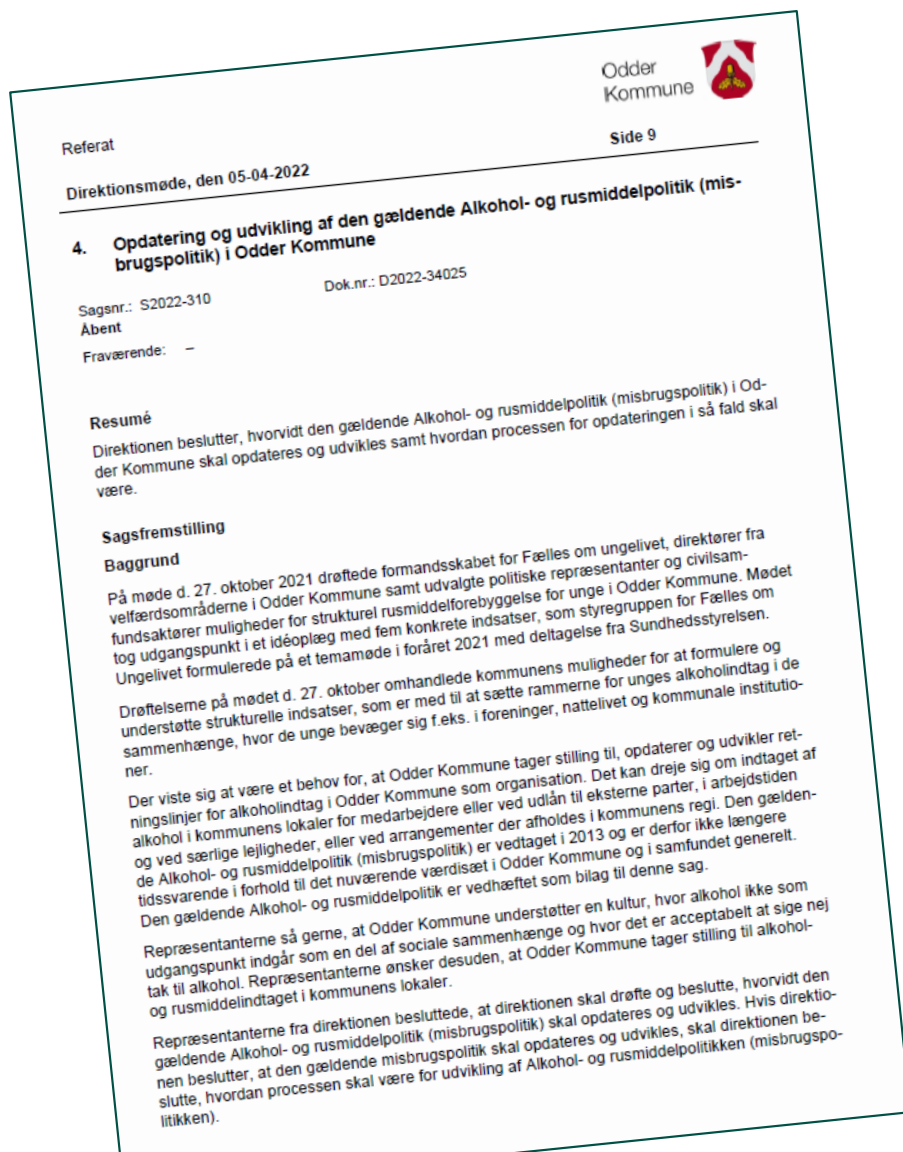 Odder
Kommune
Referat
Side 9
Direktionsmøde, den 05-04-2022
4. Opdatering og udvikling af den gældende Alkohol- og rusmiddelpolitik (mis-
brugspolitik) i Odder Kommune
Sagsnr.: S2022-310 Dok.nr.: D2022-34025
Åbent
Fraværende: –
Resumé
Direktionen beslutter, hvorvidt den gældende Alkohol- og rusmiddelpolitik (misbrugspolitik) i Od-
der Kommune skal opdateres og udvikles samt hvordan processen for opdateringen i så fald skal
være.
Sagsfremstilling
Baggrund
På møde d. 27. oktober 2021 drøftede formandsskabet for Fælles om ungelivet, direktører fra
velfærdsområderne i Odder Kommune samt udvalgte politiske repræsentanter og civilsam-
fundsaktører muligheder for strukturel rusmiddelforebyggelse for unge i Odder Kommune. Mødet
tog udgangspunkt i et idéoplæg med fem konkrete indsatser, som styregruppen for Fælles om
Ungelivet formulerede på et temamøde i foråret 2021 med deltagelse fra Sundhedsstyrelsen.
Drøftelserne på mødet d. 27. oktober omhandlede kommunens muligheder for at formulere og
understøtte strukturelle indsatser, som er med til at sætte rammerne for unges alkoholindtag i de
sammenhænge, hvor de unge bevæger sig f.eks. i foreninger, nattelivet og kommunale institutio-
ner.
Der viste sig at være et behov for, at Odder Kommune tager stilling til, opdaterer og udvikler ret-
ningslinjer for alkoholindtag i Odder Kommune som organisation. Det kan dreje sig om indtaget af
alkohol i kommunens lokaler for medarbejdere eller ved udlån til eksterne parter, i arbejdstiden
og ved særlige lejligheder, eller ved arrangementer der afholdes i kommunens regi. Den gælden-
de Alkohol- og rusmiddelpolitik (misbrugspolitik) er vedtaget i 2013 og er derfor ikke længere
tidssvarende i forhold til det nuværende værdisæt i Odder Kommune og i samfundet generelt.
Den gældende Alkohol- og rusmiddelpolitik er vedhæftet som bilag til denne sag.
Repræsentanterne så gerne, at Odder Kommune understøtter en kultur, hvor alkohol ikke som
udgangspunkt indgår som en del af sociale sammenhænge og hvor det er acceptabelt at sige nej
tak til alkohol. Repræsentanterne ønsker desuden, at Odder Kommune tager stilling til alkohol-
og rusmiddelindtaget i kommunens lokaler.
Repræsentanterne fra direktionen besluttede, at direktionen skal drøfte og beslutte, hvorvidt den
gældende Alkohol- og rusmiddelpolitik (misbrugspolitik) skal opdateres og udvikles. Hvis direktio-
nen beslutter, at den gældende misbrugspolitik skal opdateres og udvikles, skal direktionen be-
slutte, hvordan processen skal være for udvikling af Alkohol- og rusmiddelpolitikken (misbrugspo-
litikken).